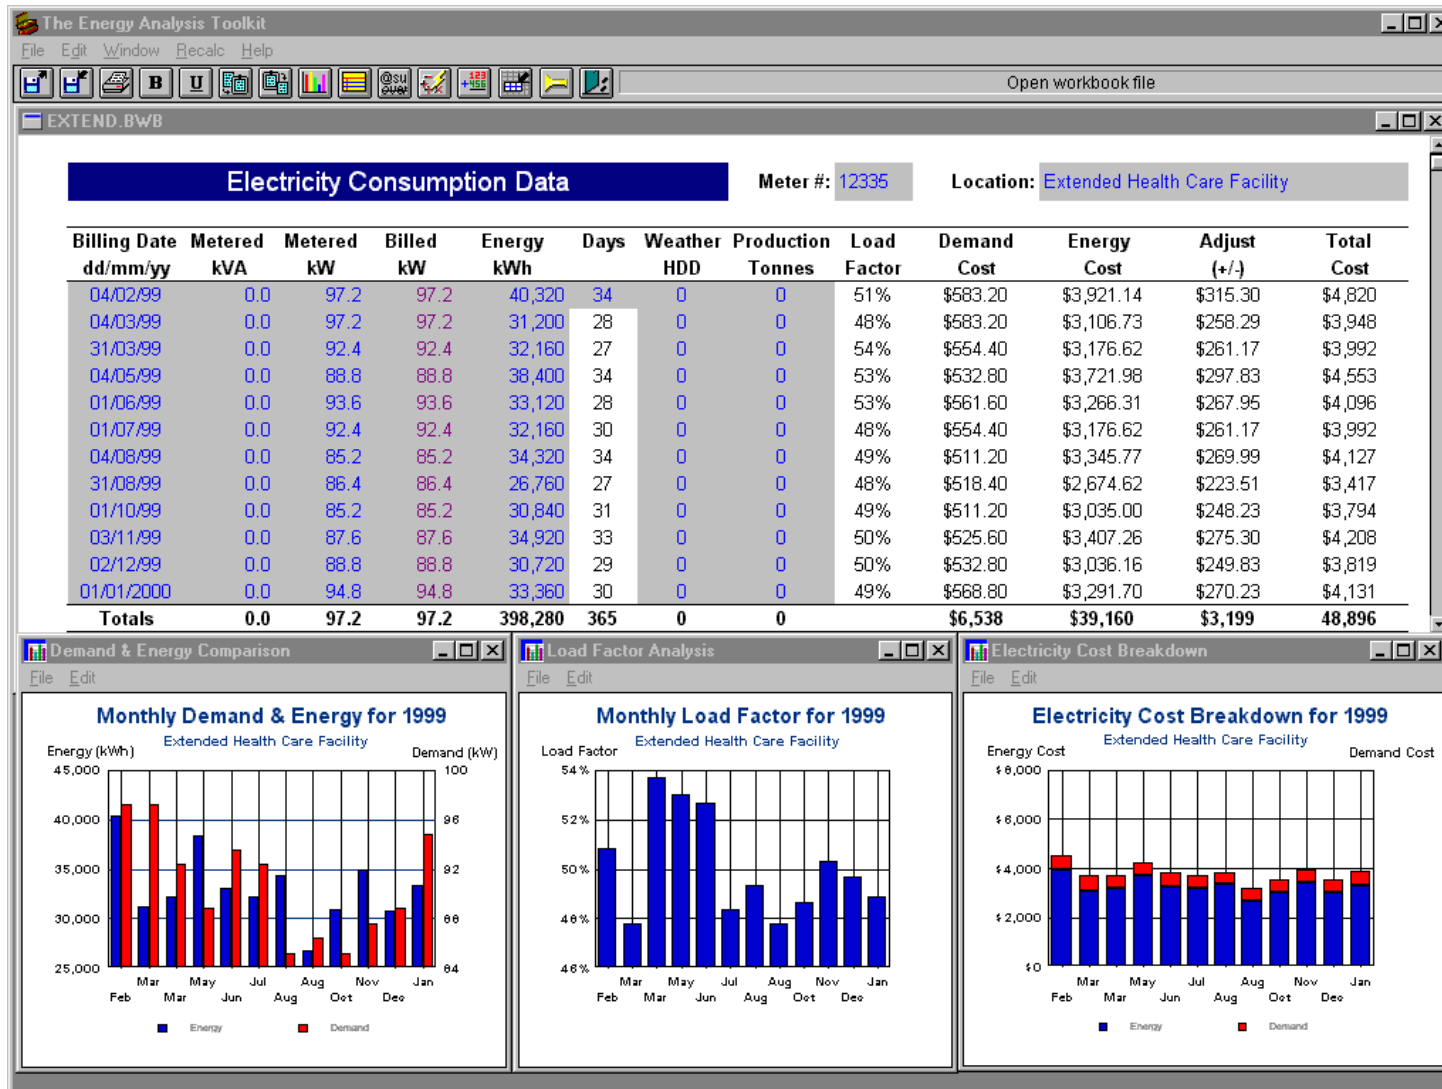 The Energy Analysis Toolkit
File Edit Window Recalc Help
B U @su over 123 +456 Open workbook file
EXTEND.BWB
Electricity Consumption Data Meter #: 12335 Location: Extended Health Care Facility
Billing Date Metered Metered Billed Energy Days Weather Production Load Demand Energy Adjust Total
dd/mm/yy kVA kW kW kWh HDD Tonnes Factor Cost Cost (+/-) Cost
04/02/99 0.0 97.2 97.2 40,320 34 0 0 51% $583.20 $3,921.14 $315.30 $4,820
04/03/99 0.0 97.2 97.2 31,200 28 0 0 48% $583.20 $3,106.73 $258.29 $3,948
31/03/99 0.0 92.4 92.4 32,160 27 0 0 54% $554.40 $3,176.62 $261.17 $3,992
04/05/99 0.0 88.8 88.8 38,400 34 0 0 53% $532.80 $3,721.98 $297.83 $4,553
01/06/99 0.0 93.6 93.6 33,120 28 0 0 53% $561.60 $3,266.31 $267.95 $4,096
01/07/99 0.0 92.4 92.4 32,160 30 0 0 48% $554.40 $3,176.62 $261.17 $3,992
04/08/99 0.0 85.2 85.2 34,320 34 0 0 49% $511.20 $3,345.77 $269.99 $4,127
31/08/99 0.0 86.4 86.4 26,760 27 0 0 48% $518.40 $2,674.62 $223.51 $3,417
01/10/99 0.0 85.2 85.2 30,840 31 0 0 49% $511.20 $3,035.00 $248.23 $3,794
03/11/99 0.0 87.6 87.6 34,920 33 0 0 50% $525.60 $3,407.26 $275.30 $4,208
02/12/99 0.0 88.8 88.8 30,720 29 0 0 50% $532.80 $3,036.16 $249.83 $3,819
01/01/2000 0.0 94.8 94.8 33,360 30 0 0 49% $568.80 $3,291.70 $270.23 $4,131
Totals 0.0 97.2 97.2 398,280 365 0 0 $6,538 $39,160 $3,199 48,896
Demand & Energy Comparison
File Edit
Monthly Demand & Energy for 1999
Extended Health Care Facility
Energy (kWh) Demand (kW)
45,000 100
40,000 96
35,000 92
30,000 88
25,000 84
Mar May Jul Aug Nov Jan
Feb Mar Jun Aug Oct Dec
Energy Demand
Load Factor Analysis
File Edit
Monthly Load Factor for 1999
Load Factor Extended Health Care Facility
54%
52%
50%
48%
46%
Mar May Jul Aug Nov Jan
Feb Mar Jun Aug Oct Dec
Electricity Cost Breakdown
File Edit
Electricity Cost Breakdown for 1999
Extended Health Care Facility
Energy Cost Demand Cost
$8,000
$6,000
$4,000
$2,000
$0
Mar May Jul Aug Nov Jan
Feb Mar Jun Aug Oct Dec
Energy Demand